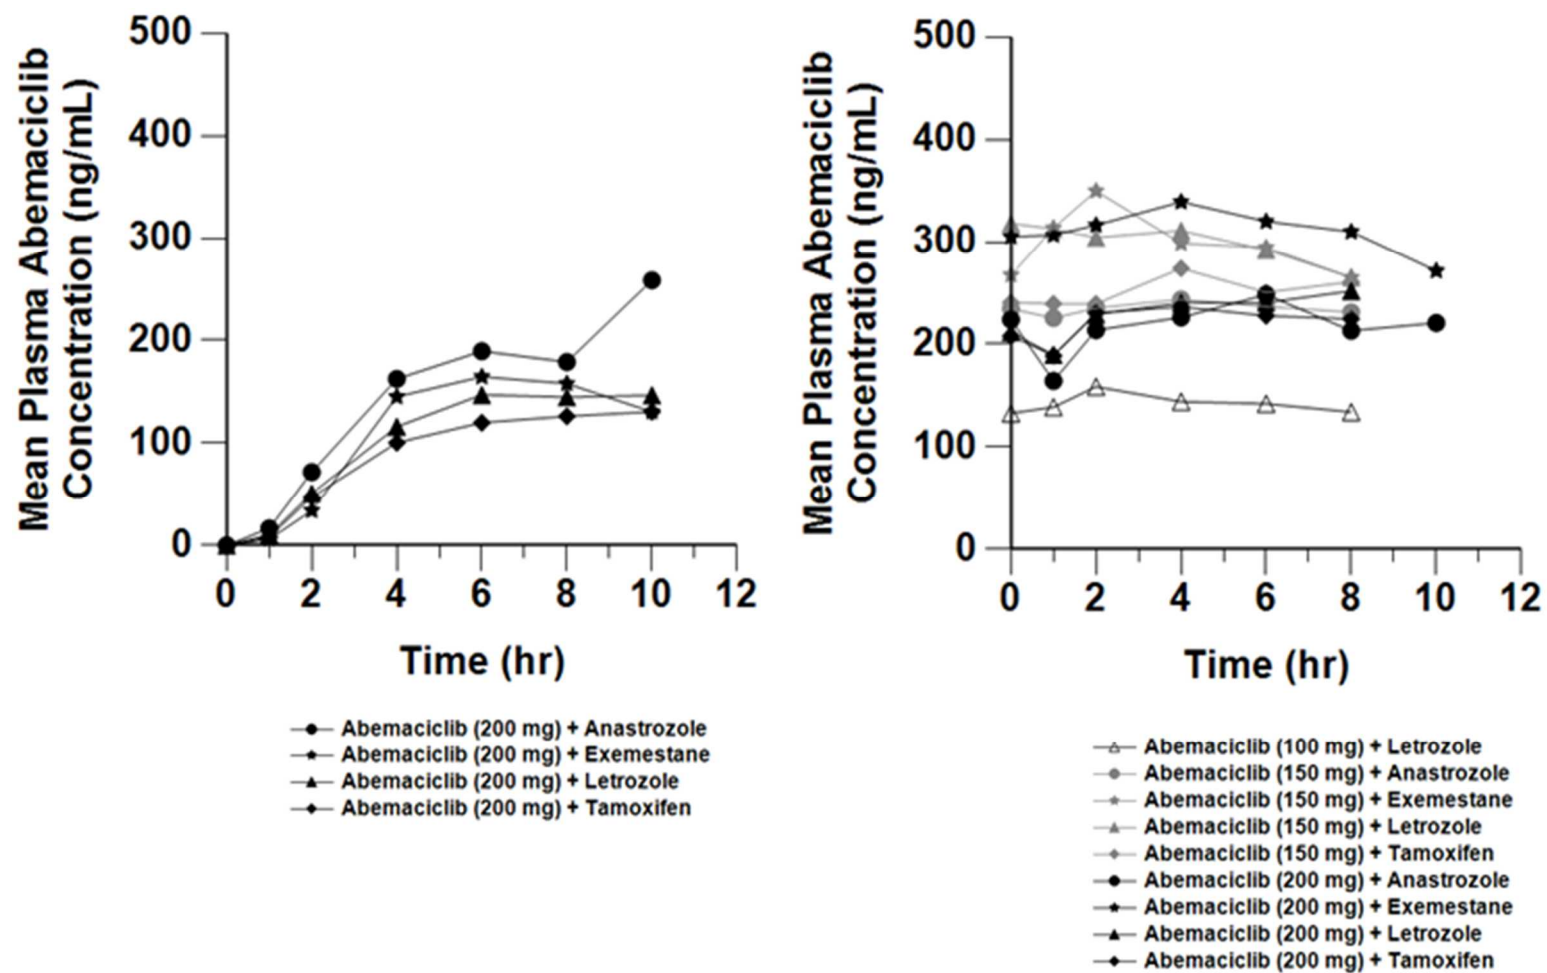 Mean Plasma Abemaciclib
Concentration (ng/mL)
500
400
300
200
100
0
0 2 4 6 8 10 12
Time (hr)
Abemaciclib (200 mg) + Anastrozole
Abemaciclib (200 mg) + Exemestane
Abemaciclib (200 mg) + Letrozole
Abemaciclib (200 mg) + Tamoxifen
Mean Plasma Abemaciclib
Concentration (ng/mL)
500
400
300
200
100
0
0 2 4 6 8 10 12
Time (hr)
Abemaciclib (100 mg) + Letrozole
Abemaciclib (150 mg) + Anastrozole
Abemaciclib (150 mg) + Exemestane
Abemaciclib (150 mg) + Letrozole
Abemaciclib (150 mg) + Tamoxifen
Abemaciclib (200 mg) + Anastrozole
Abemaciclib (200 mg) + Exemestane
Abemaciclib (200 mg) + Letrozole
Abemaciclib (200 mg) + Tamoxifen